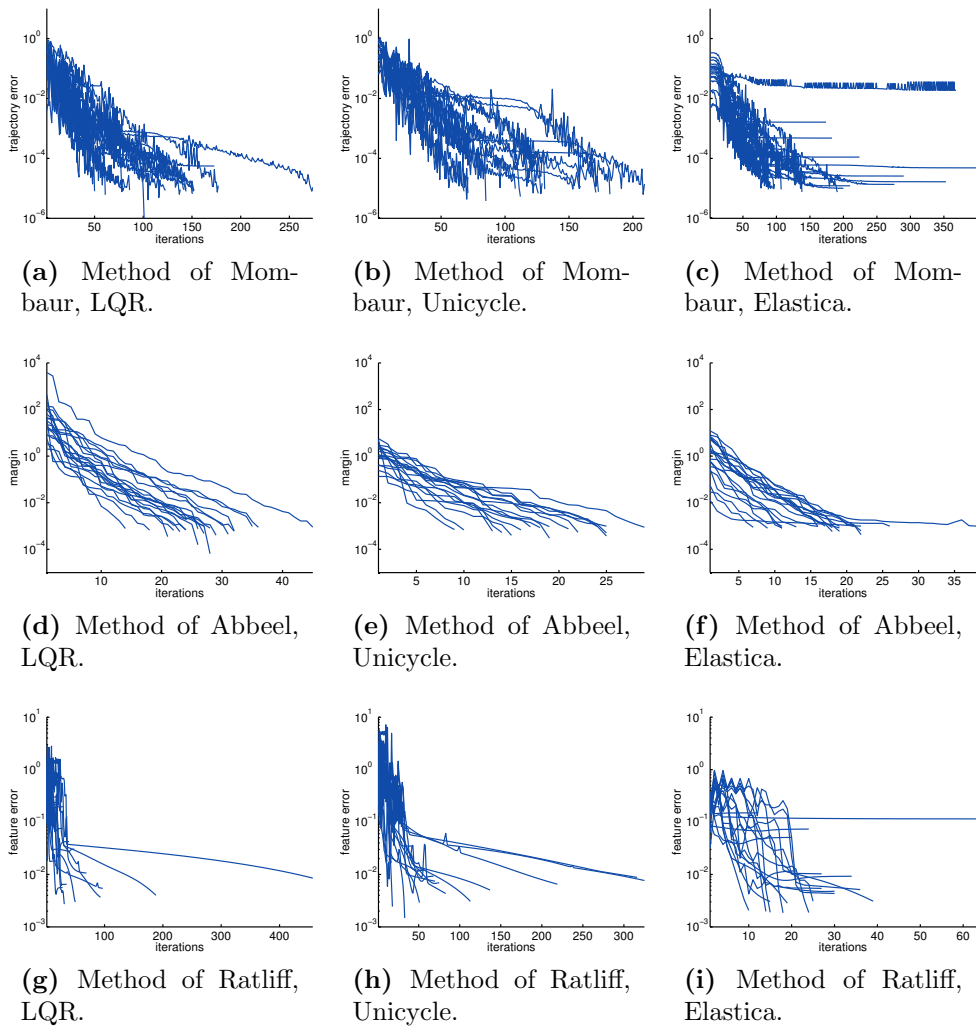 10^0
10^−2
10^−4
10^−6
trajectory error
50 100 150 200 250
iterations
(a) Method of Mom-
baur, LQR.
10^0
10^−2
10^−4
10^−6
trajectory error
50 100 150 200
iterations
(b) Method of Mom-
baur, Unicycle.
10^0
10^−2
10^−4
10^−6
trajectory error
50 100 150 200 250 300 350
iterations
(c) Method of Mom-
baur, Elastica.
10^4
10^2
10^0
10^−2
10^−4
margin
10 20 30 40
iterations
(d) Method of Abbeel,
LQR.
10^4
10^2
10^0
10^−2
10^−4
margin
5 10 15 20 25
iterations
(e) Method of Abbeel,
Unicycle.
10^4
10^2
10^0
10^−2
10^−4
margin
5 10 15 20 25 30 35
iterations
(f) Method of Abbeel,
Elastica.
10^1
10^0
10^−1
10^−2
10^−3
feature error
100 200 300 400
iterations
(g) Method of Ratliff,
LQR.
10^1
10^0
10^−1
10^−2
10^−3
feature error
50 100 150 200 250 300
iterations
(h) Method of Ratliff,
Unicycle.
10^1
10^0
10^−1
10^−2
10^−3
feature error
10 20 30 40 50 60
iterations
(i) Method of Ratliff,
Elastica.